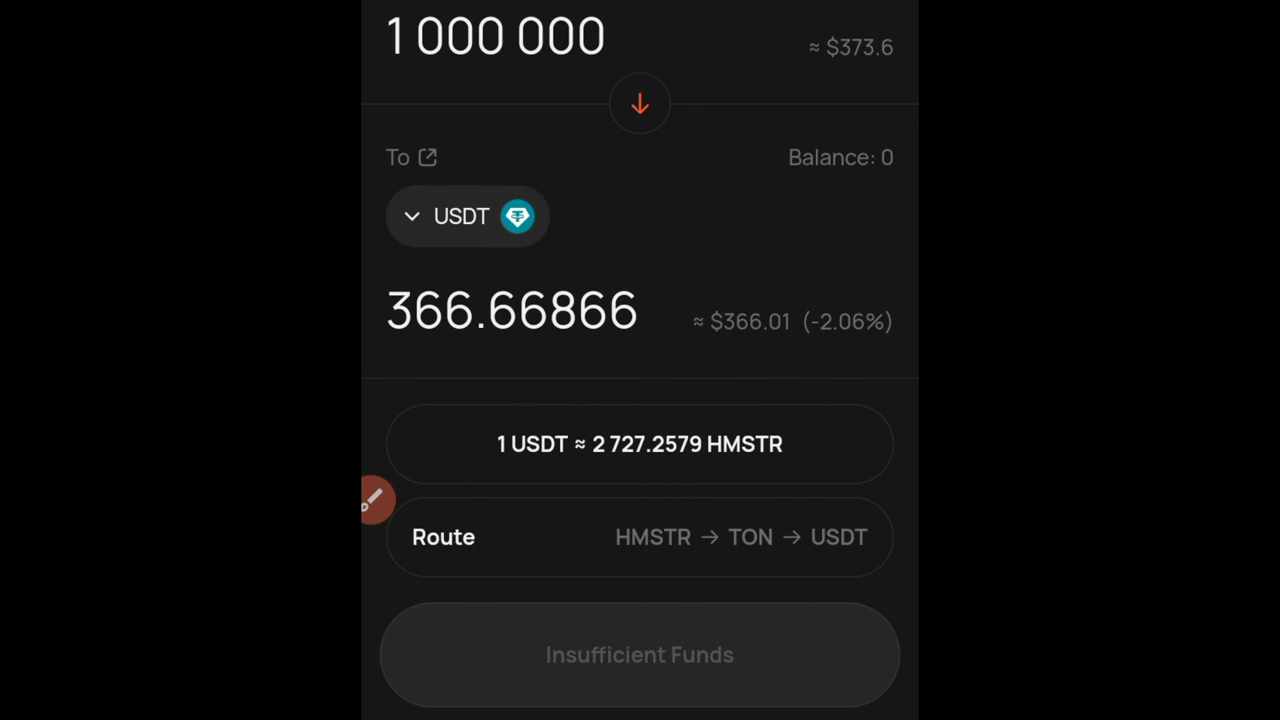 1 000 000 ≈ $373.6
To Balance: 0
USDT
366.66866 ≈ $366.01 (-2.06%)
1 USDT ≈ 2 727.2579 HMSTR
Route HMSTR → TON → USDT
Insufficient Funds